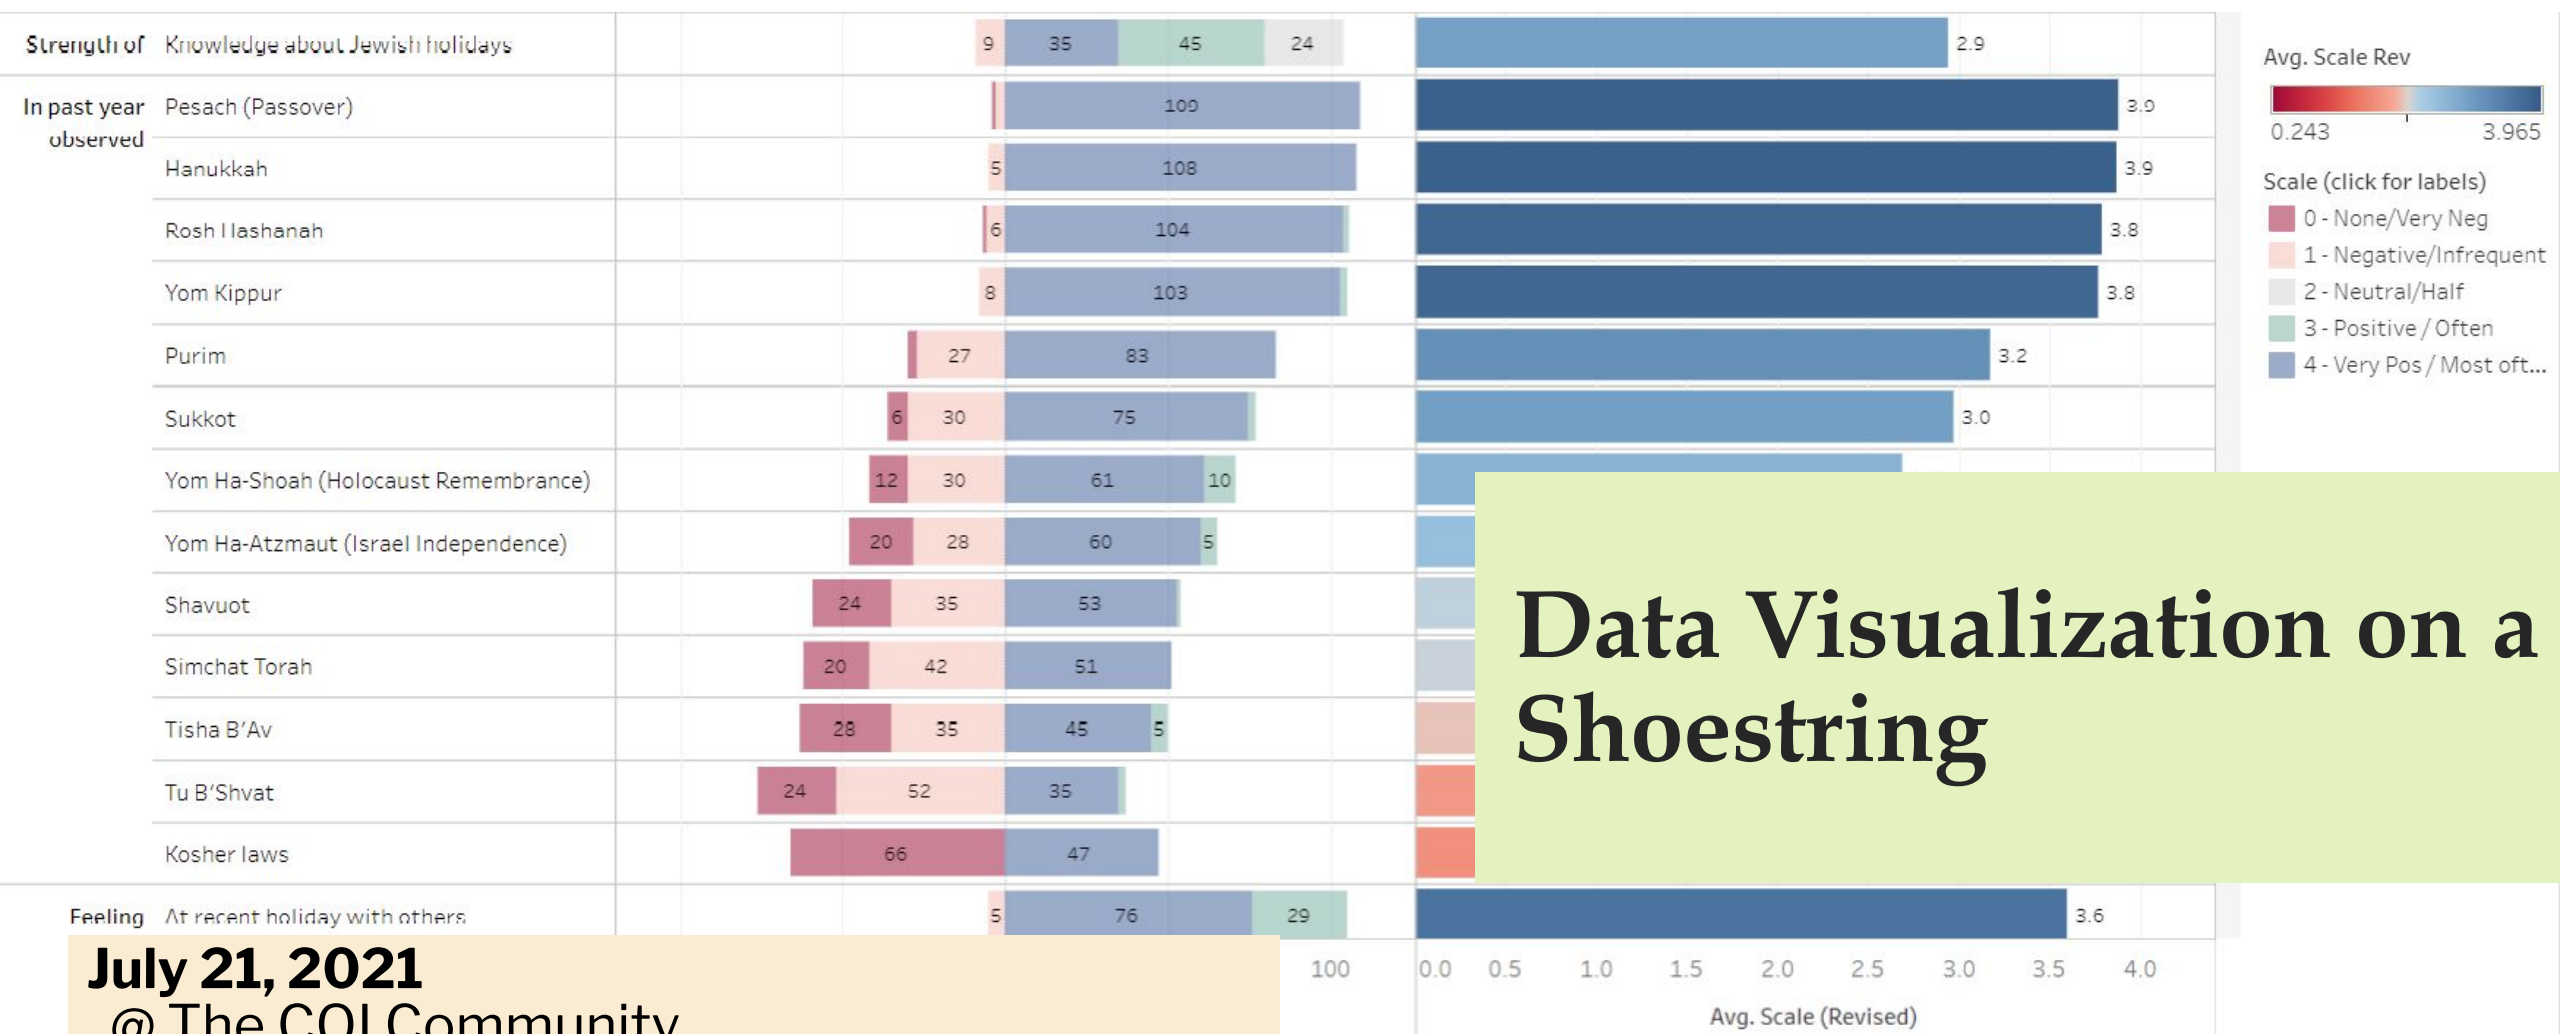 Strength of Knowledge about Jewish holidays 9 35 45 24 2.9
In past year observed
Pesach (Passover) 109 3.9
Hanukkah 5 108 3.9
Rosh Hashanah 6 104 3.8
Yom Kippur 8 103 3.8
Purim 27 83 3.2
Sukkot 6 30 75 3.0
Yom Ha-Shoah (Holocaust Remembrance) 12 30 61 10
Yom Ha-Atzmaut (Israel Independence) 20 28 60 5
Shavuot 24 35 53
Simchat Torah 20 42 51
Tisha B'Av 28 35 45 5
Tu B'Shvat 24 52 35
Kosher laws 66 47
Feeling At recent holiday with others 5 76 29 3.6
100 0.0 0.5 1.0 1.5 2.0 2.5 3.0 3.5 4.0
Avg. Scale (Revised)
Avg. Scale Rev
0.243 3.965
Scale (click for labels)
0 - None/Very Neg
1 - Negative/Infrequent
2 - Neutral/Half
3 - Positive / Often
4 - Very Pos / Most oft...
Data Visualization on a
Shoestring
July 21, 2021
@ The COI Community